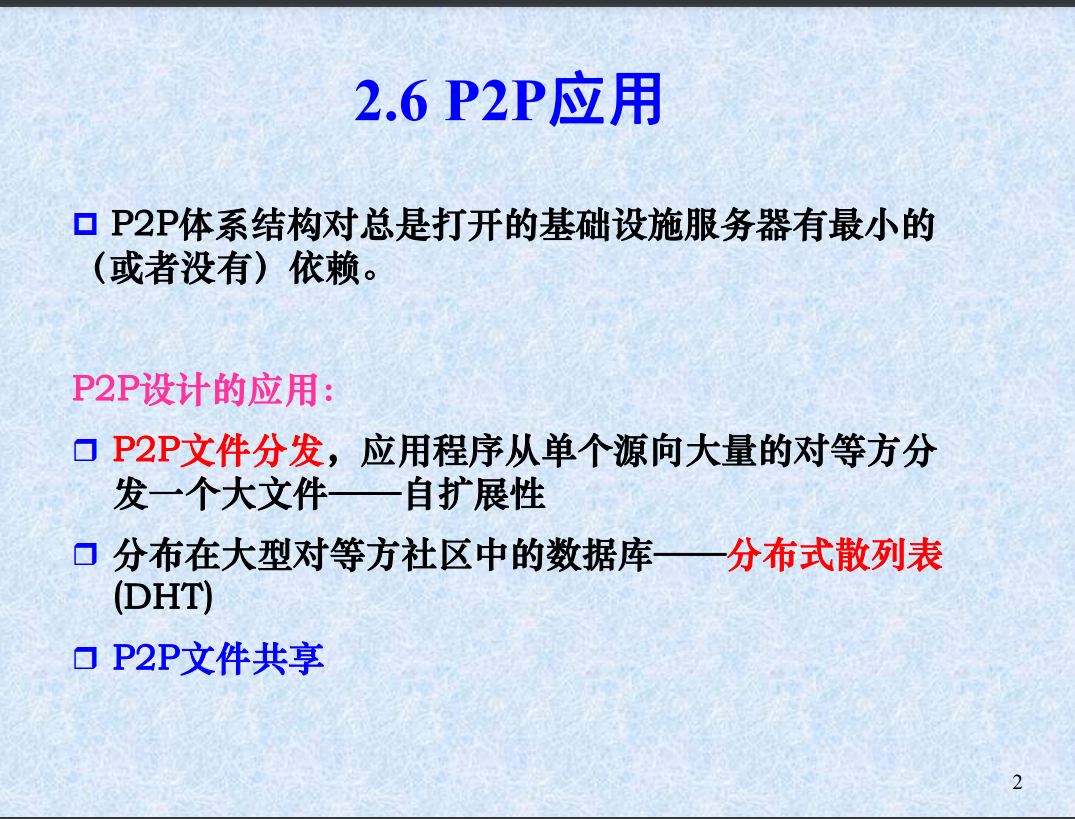 2.6 P2P应用
P2P体系结构对总是打开的基础设施服务器有最小的
（或者没有）依赖。
P2P设计的应用：
P2P文件分发，应用程序从单个源向大量的对等方分
发一个大文件——自扩展性
分布在大型对等方社区中的数据库——分布式散列表
(DHT)
P2P文件共享
2